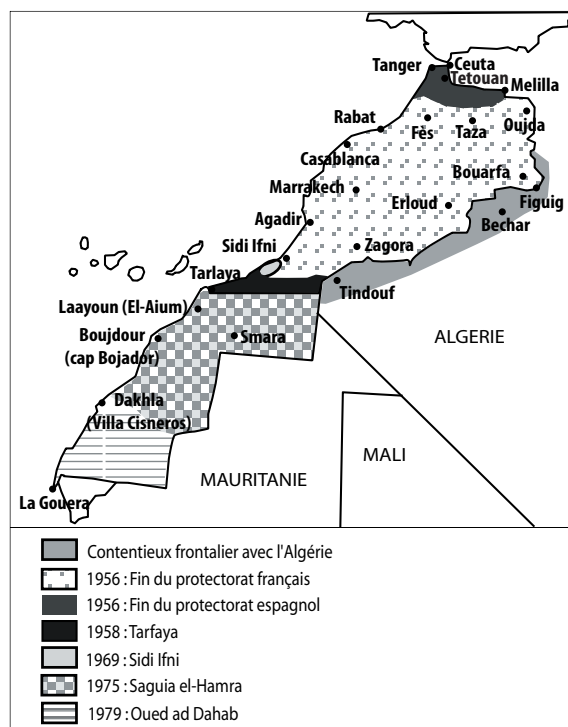 Ceuta
Tanger
Tetouan
Melilla
Rabat
Fès
Taza
Oujda
Casablança
Bouarfa
Marrakech
Erloud
Figuig
Bechar
Agadir
Sidi Ifni
Zagora
Tarlaya
Tindouf
Laayoun (El-Aium)
ALGERIE
Boujdour
(cap Bojador)
Smara
Dakhla
(Villa Cisneros)
MALI
MAURITANIE
La Gouera
Contentieux frontalier avec l'Algérie
1956 : Fin du protectorat français
1956 : Fin du protectorat espagnol
1958 : Tarfaya
1969 : Sidi Ifni
1975 : Saguia el-Hamra
1979 : Oued ad Dahab